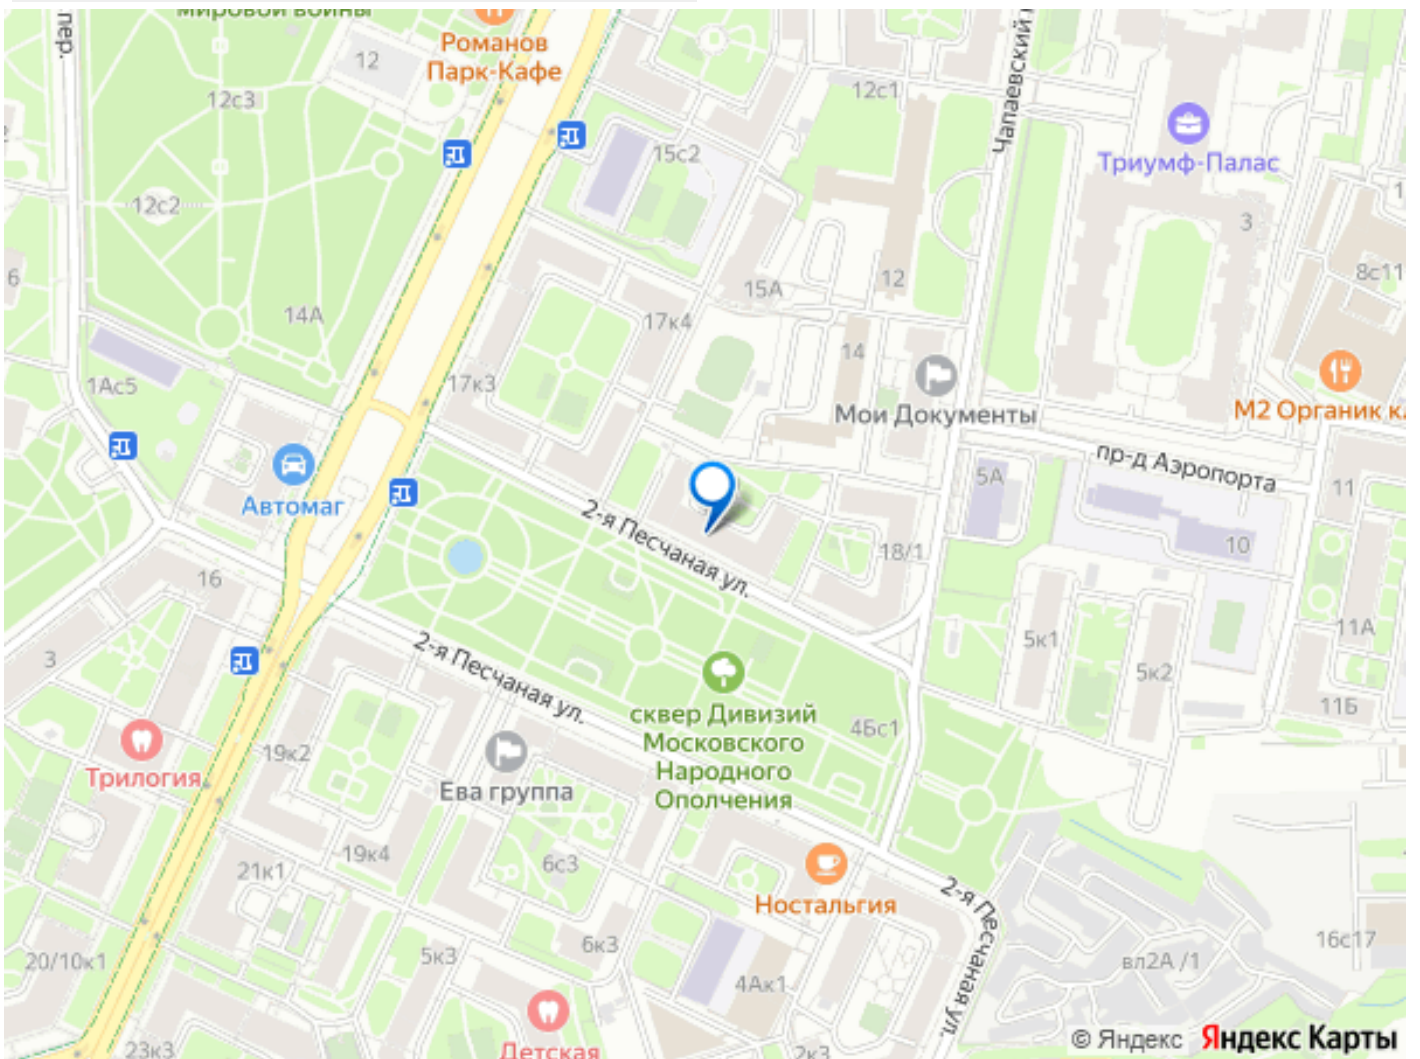 мировой войны
Романов
Парк-Кафе
пер.
12
12с3
12с1
Чапаевский
15с2
Триумф-Палас
12с2
3
6
12
8с11
15А
14А
17к4
14
1Ас5
17к3
Мои Документы
М2 Органик к.
пр-д Аэропорта
5А
11
Автомаг
2-я Песчаная ул.
18/1
10
16
3
2-я Песчаная ул.
5к1
11А
5к2
11Б
сквер Дивизий
Московского
Народного
Ополчения
4Бс1
19к2
Трилогия
Ева группа
19к4
6с3
21к1
Ностальгия
2-я Песчаная ул.
20/10к1
5к3
6к3
4Ак1
вл2А /1
16с17
23к3
Детская
2к3
© Яндекс Яндекс Карты